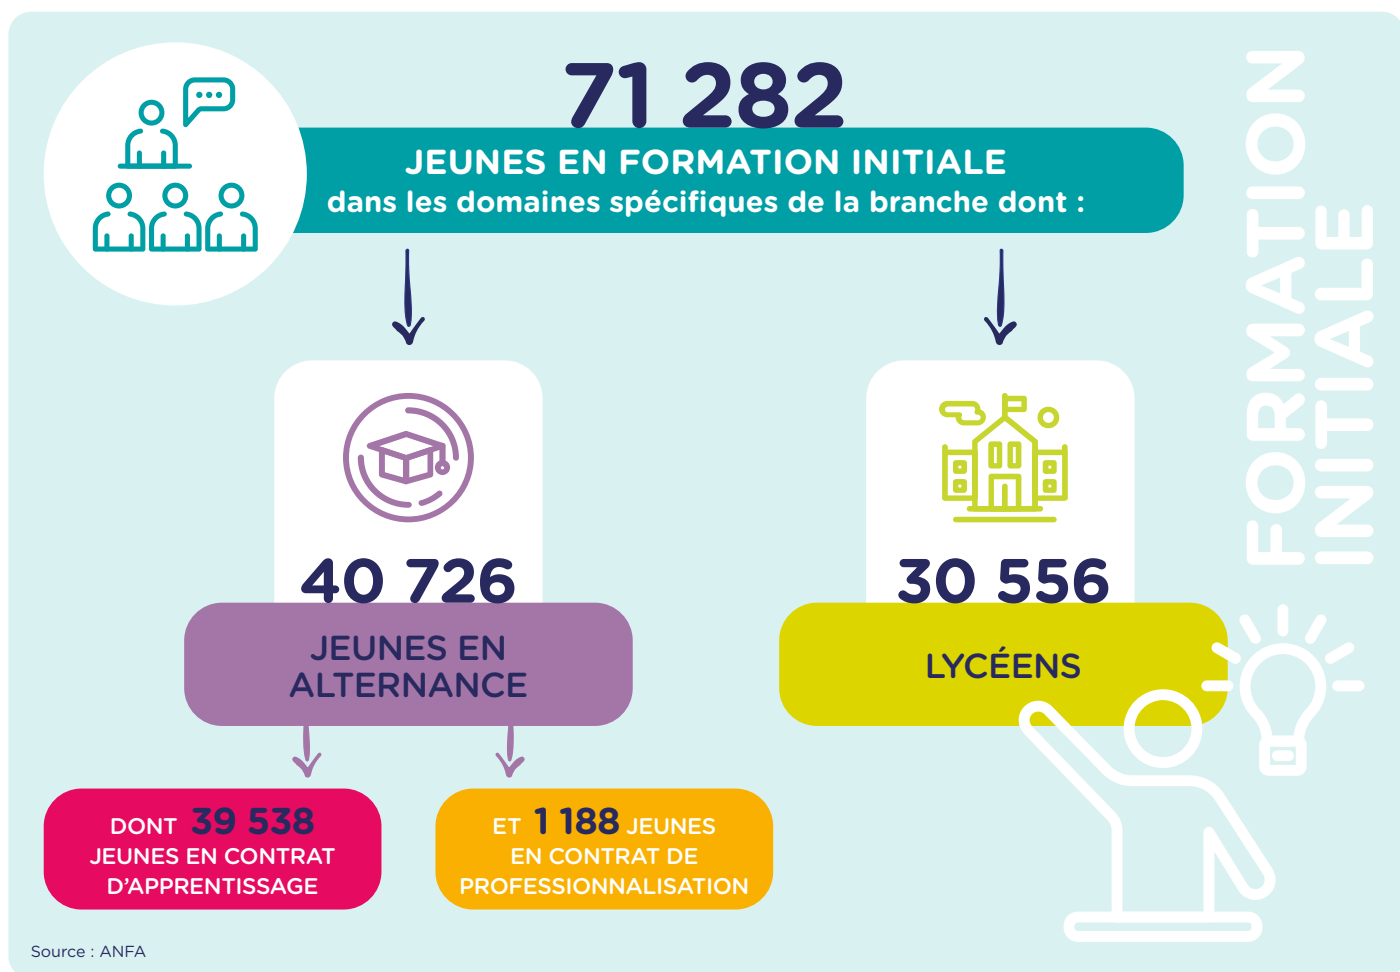 71 282
JEUNES EN FORMATION INITIALE
dans les domaines spécifiques de la branche dont :
FORMATION
INITIALE
40 726
JEUNES EN
ALTERNANCE
30 556
LYCÉENS
DONT 39 538
JEUNES EN CONTRAT
D'APPRENTISSAGE
ET 1 188 JEUNES
EN CONTRAT DE
PROFESSIONNALISATION
Source : ANFA